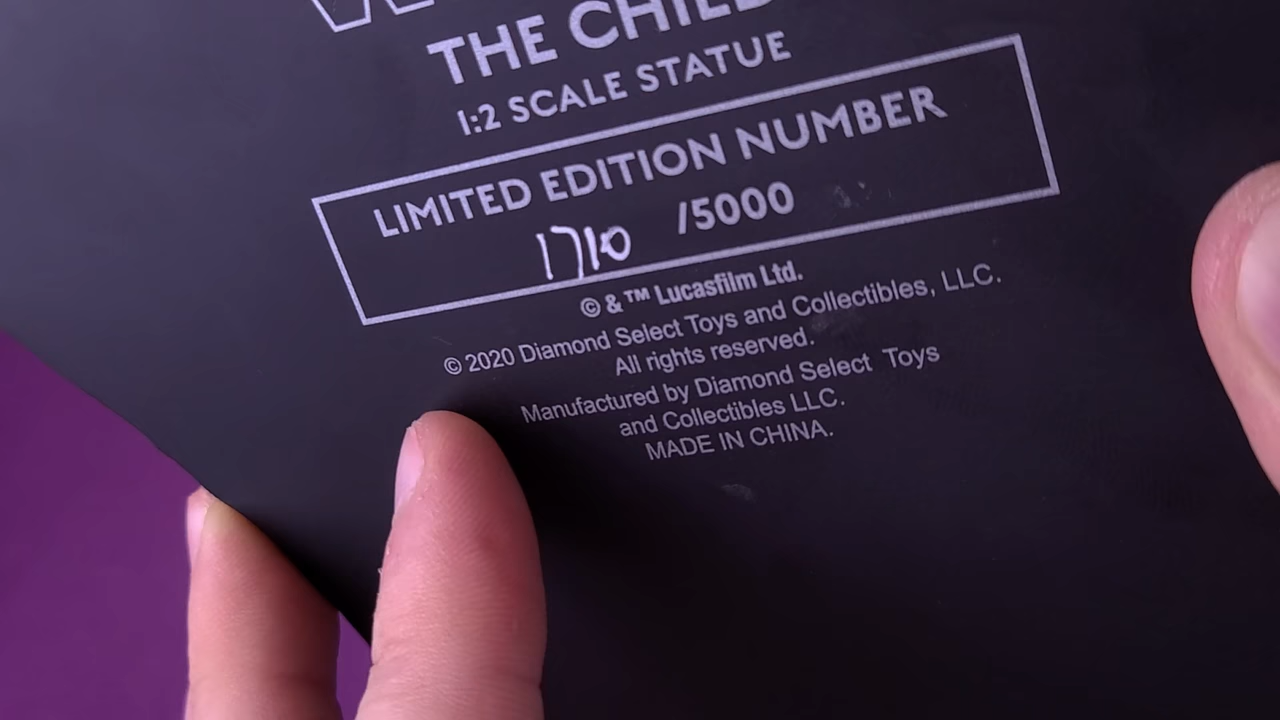 THE CHILD
1:2 SCALE STATUE
LIMITED EDITION NUMBER
1710 /5000
© & ™ Lucasfilm Ltd.
© 2020 Diamond Select Toys and Collectibles, LLC.
All rights reserved.
Manufactured by Diamond Select Toys
and Collectibles LLC.
MADE IN CHINA.